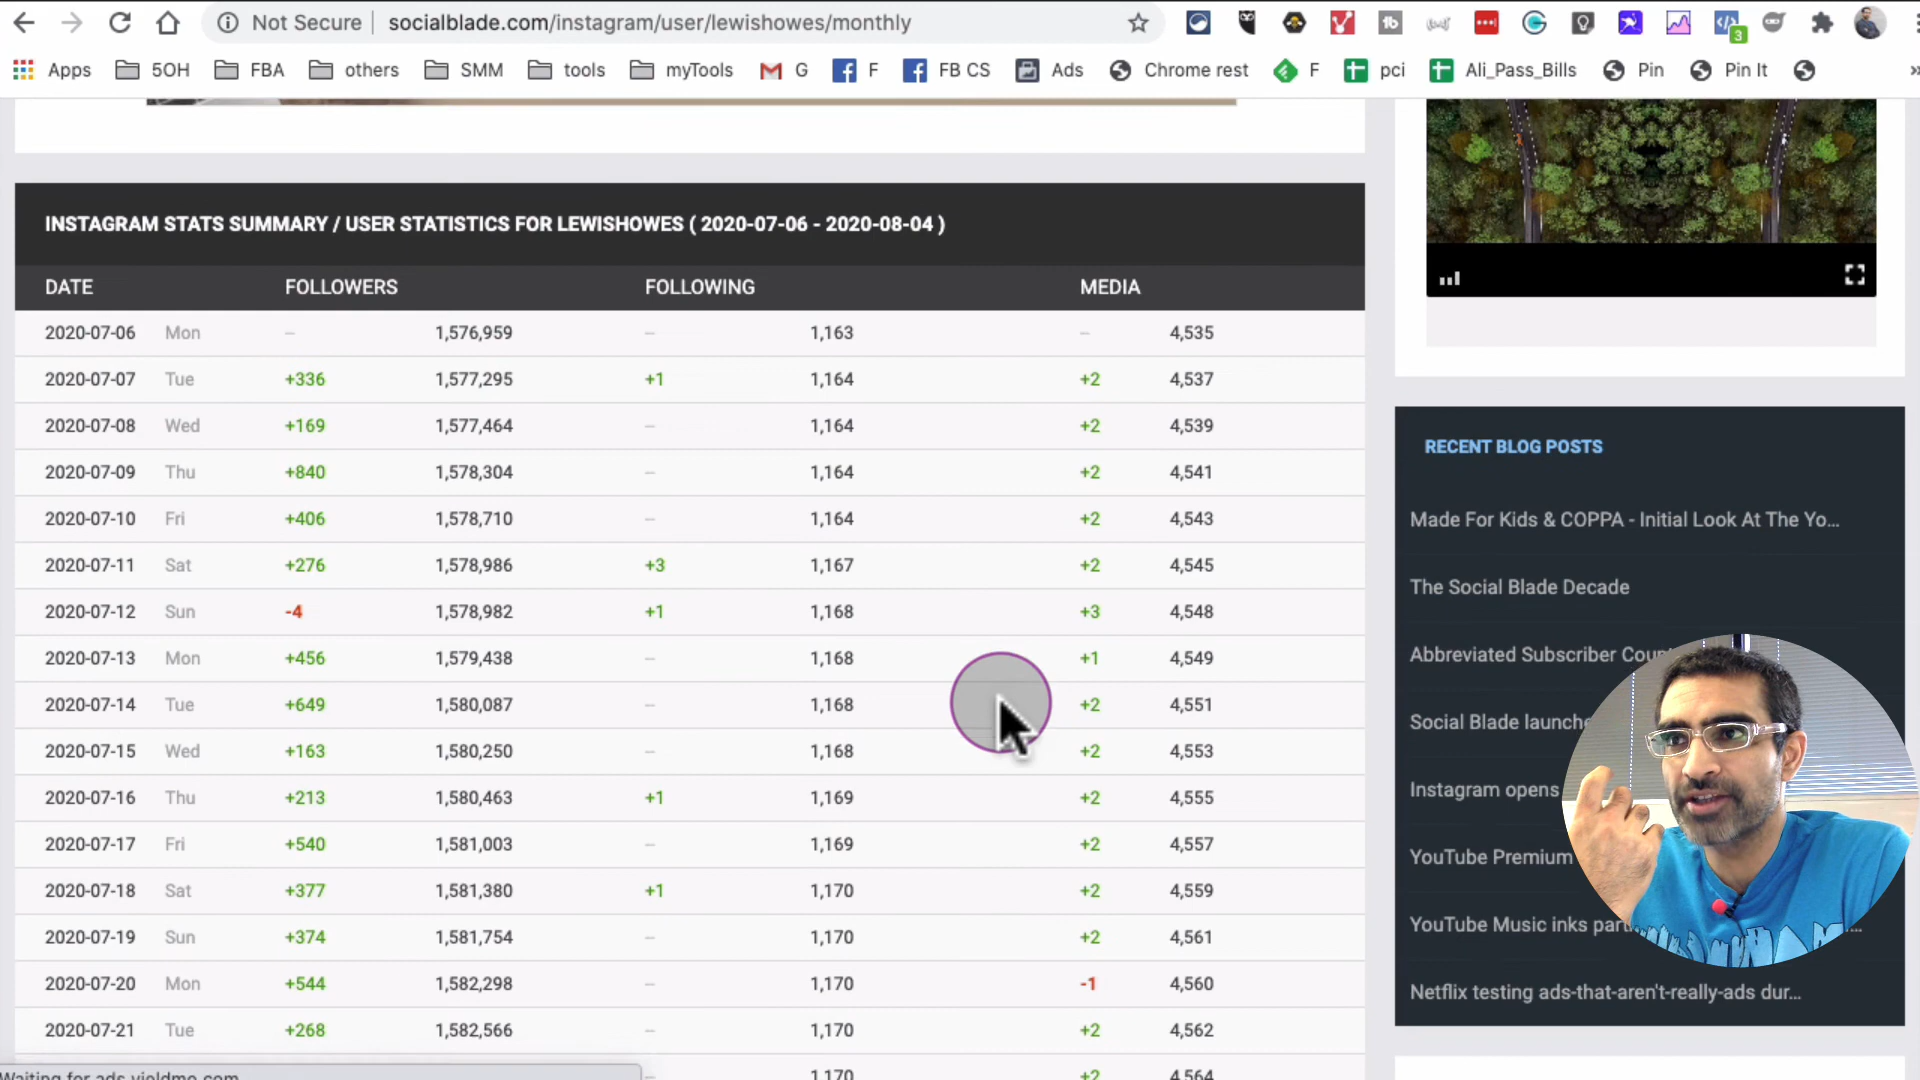 Not Secure socialblade.com/instagram/user/lewishowes/monthly
3
Apps 5OH FBA others SMM tools myTools G F FB CS Ads Chrome rest F pci Ali_Pass_Bills Pin Pin It »
INSTAGRAM STATS SUMMARY / USER STATISTICS FOR LEWISHOWES ( 2020-07-06 - 2020-08-04 )
DATE FOLLOWERS FOLLOWING MEDIA
2020-07-06 Mon -- 1,576,959 -- 1,163 -- 4,535
2020-07-07 Tue +336 1,577,295 +1 1,164 +2 4,537
2020-07-08 Wed +169 1,577,464 -- 1,164 +2 4,539
2020-07-09 Thu +840 1,578,304 -- 1,164 +2 4,541
2020-07-10 Fri +406 1,578,710 -- 1,164 +2 4,543
2020-07-11 Sat +276 1,578,986 +3 1,167 +2 4,545
2020-07-12 Sun -4 1,578,982 +1 1,168 +3 4,548
2020-07-13 Mon +456 1,579,438 -- 1,168 +1 4,549
2020-07-14 Tue +649 1,580,087 -- 1,168 +2 4,551
2020-07-15 Wed +163 1,580,250 -- 1,168 +2 4,553
2020-07-16 Thu +213 1,580,463 +1 1,169 +2 4,555
2020-07-17 Fri +540 1,581,003 -- 1,169 +2 4,557
2020-07-18 Sat +377 1,581,380 +1 1,170 +2 4,559
2020-07-19 Sun +374 1,581,754 -- 1,170 +2 4,561
2020-07-20 Mon +544 1,582,298 -- 1,170 -1 4,560
2020-07-21 Tue +268 1,582,566 -- 1,170 +2 4,562
-- 1,170 +2 4,564
Waiting for ads.yieldmo.com
RECENT BLOG POSTS
Made For Kids & COPPA - Initial Look At The Yo...
The Social Blade Decade
Abbreviated Subscriber
Social Blade
Instagram opens
YouTube Premium
YouTube Music inks
Netflix testing ads-that-aren't-really-ads dur...